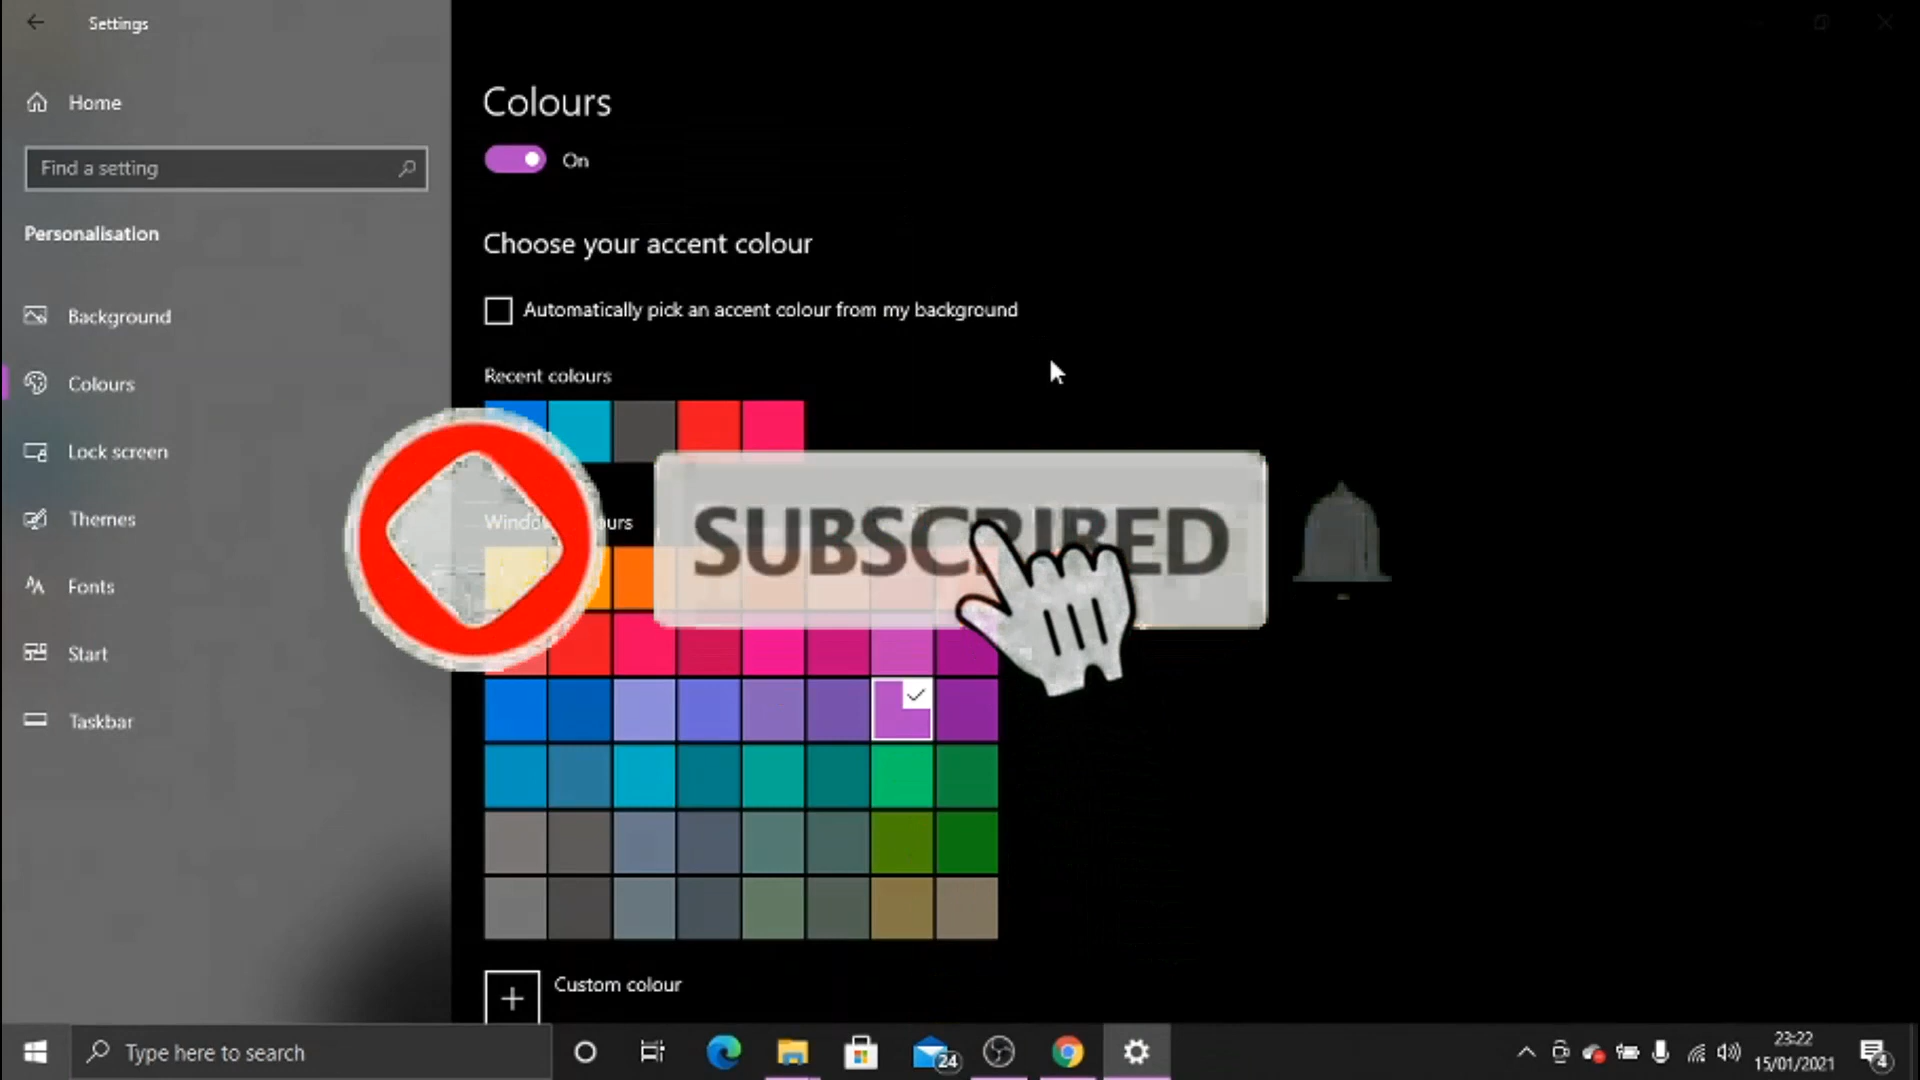 Settings
Home
Find a setting
Personalisation
Background
Colours
Lock screen
Themes
Fonts
Start
Taskbar
Colours
On
Choose your accent colour
Automatically pick an accent colour from my background
Recent colours
SUBSCRIBED
Custom colour
Type here to search
24
23:22
15/01/2021
4